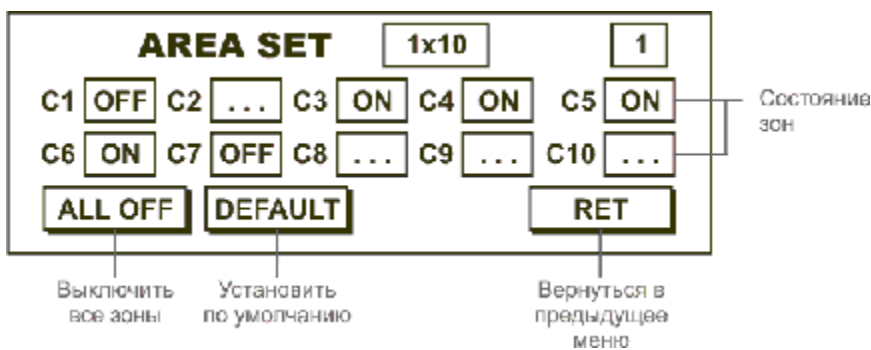 AREA SET 1x10 1
C1 OFF C2 ... C3 ON C4 ON C5 ON
C6 ON C7 OFF C8 ... C9 ... C10 ...
ALL OFF DEFAULT RET
Состояние
зон
Выключить
все зоны
Установить
по умолчанию
Вернуться в
предыдущее
меню